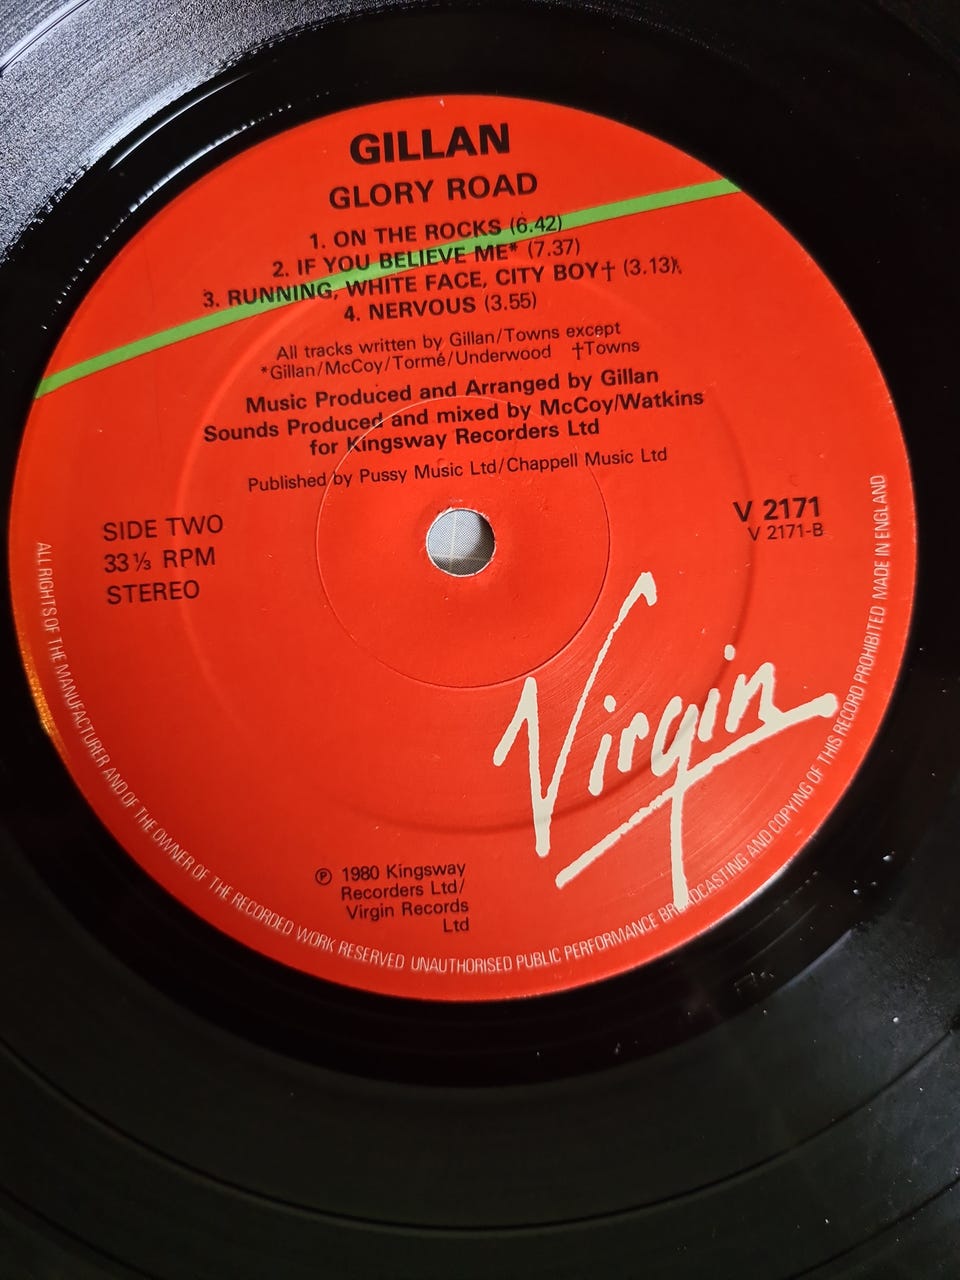 GILLAN
GLORY ROAD
1. ON THE ROCKS (6.42)
2. IF YOU BELIEVE ME* (7.37)
3. RUNNING, WHITE FACE, CITY BOY† (3.13)
4. NERVOUS (3.55)
All tracks written by Gillan/Towns except
*Gillan/McCoy/Tormé/Underwood †Towns
Music Produced and Arranged by Gillan
Sounds Produced and mixed by McCoy/Watkins
for Kingsway Recorders Ltd
Published by Pussy Music Ltd/Chappell Music Ltd
SIDE TWO
33⅓ RPM
STEREO
V 2171
V 2171-B
Virgin
℗ 1980 Kingsway
Recorders Ltd/
Virgin Records
Ltd
ALL RIGHTS OF THE MANUFACTURER AND OF THE OWNER OF THE RECORDED WORK RESERVED UNAUTHORISED PUBLIC PERFORMANCE BROADCASTING AND COPYING OF THIS RECORD PROHIBITED MADE IN ENGLAND